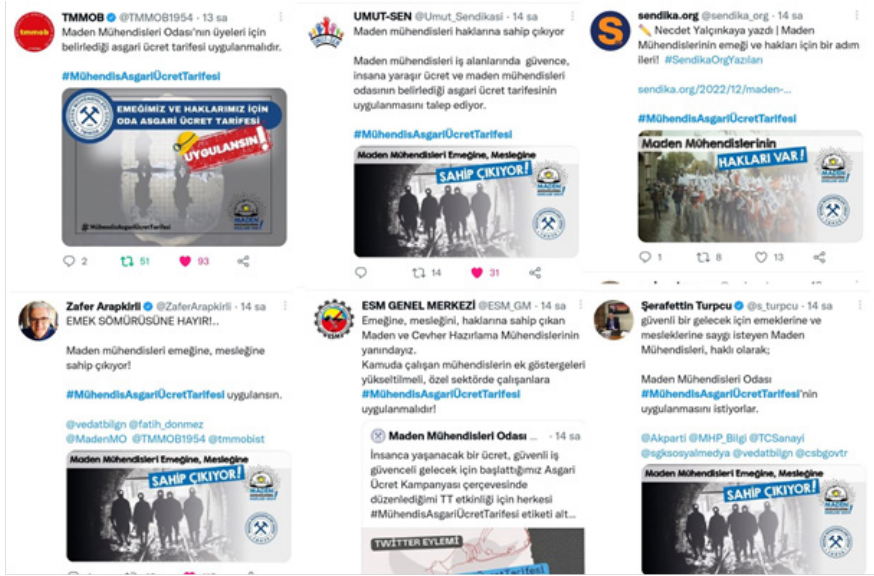 TMMOB @TMMOB1954 · 13 sa
Maden Mühendisleri Odası'nın üyeleri için
belirlediği asgari ücret tarifesi uygulanmalıdır.
#MühendisAsgariÜcretTarifesi
tmmob
EMEĞİMİZ VE HAKLARIMIZ İÇİN
ODA ASGARİ ÜCRET TARİFESİ
UYGULANSIN!
#MühendisAsgariÜcretTarifesi
2 51 93
UMUT-SEN @Umut_Sendikasi · 14 sa
Maden mühendisleri haklarına sahip çıkıyor
Maden mühendisleri iş alanlarında güvence,
insana yaraşır ücret ve maden mühendisleri
odasının belirlediği asgari ücret tarifesinin
uygulanmasını talep ediyor.
#MühendisAsgariÜcretTarifesi
Maden Mühendisleri Emeğine, Mesleğine
SAHİP ÇIKIYOR!
14 31
sendika.org @sendika_org · 14 sa
Necdet Yalçınkaya yazdı | Maden
Mühendislerinin emeği ve hakları için bir adım
ileri! #SendikaOrgYazıları
sendika.org/2022/12/maden-...
#MühendisAsgariÜcretTarifesi
Maden Mühendislerinin
HAKLARI VAR!
1 8 13
Zafer Arapkirli @ZaferArapkirli · 14 sa
EMEK SÖMÜRÜSÜNE HAYIR!..
Maden mühendisleri emeğine, mesleğine
sahip çıkıyor!
#MühendisAsgariÜcretTarifesi uygulansın.
@vedatbilgn @fatih_donmez
@MadenMO @TMMOB1954 @tmmobist
Maden Mühendisleri Emeğine, Mesleğine
SAHİP ÇIKIYOR!
ESM GENEL MERKEZİ @ESM_GM · 14 sa
Emeğine, mesleğini, haklarına sahip çıkan
Maden ve Cevher Hazırlama Mühendislerinin
yanındayız.
Kamuda çalışan mühendislerin ek göstergeleri
yükseltilmeli, özel sektörde çalışanlara
#MühendisAsgariÜcretTarifesi
uygulanmalıdır!
Maden Mühendisleri Odası ... · 14 sa
İnsanca yaşanacak bir ücret, güvenli iş
güvenceli gelecek için başlattığımız Asgari
Ücret Kampanyası çerçevesinde
düzenlediğimi TT etkinliği için herkesi
#MühendisAsgariÜcretTarifesi etiketi alt...
TWİTTER EYLEMİ
Şerafettin Turpcu @s_turpcu · 14 sa
güvenli bir gelecek için emeklerine ve
mesleklerine saygı isteyen Maden
Mühendisleri, haklı olarak;
Maden Mühendisleri Odası
#MühendisAsgariÜcretTarifesi'nin
uygulanmasını istiyorlar.
@Akparti @MHP_Bilgi @TCSanayi
@sgksosyalmedya @vedatbilgn @csbgovtr
Maden Mühendisleri Emeğine, Mesleğine
SAHİP ÇIKIYOR!